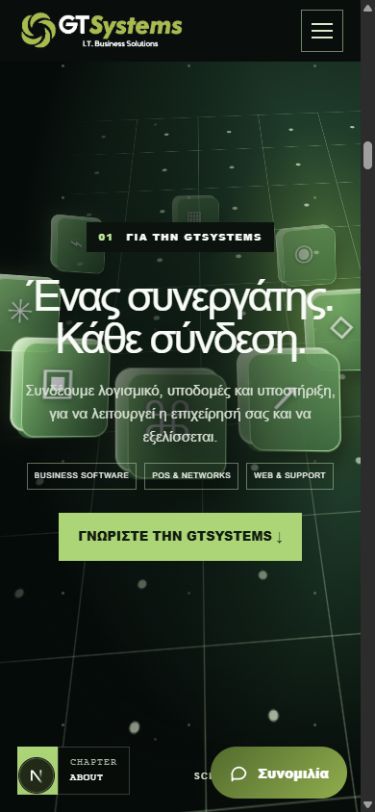 GTSystems
I.T. Business Solutions
01 ΓΙΑ ΤΗΝ GTSYSTEMS
Ένας συνεργάτης.
Κάθε σύνδεση.
Συνδέουμε λογισμικό, υποδομές και υποστήριξη,
για να λειτουργεί η επιχείρησή σας και να
εξελίσσεται.
BUSINESS SOFTWARE
POS & NETWORKS
WEB & SUPPORT
ΓΝΩΡΙΣΤΕ ΤΗΝ GTSYSTEMS ↓
N
CHAPTER
ABOUT
Συνομιλία